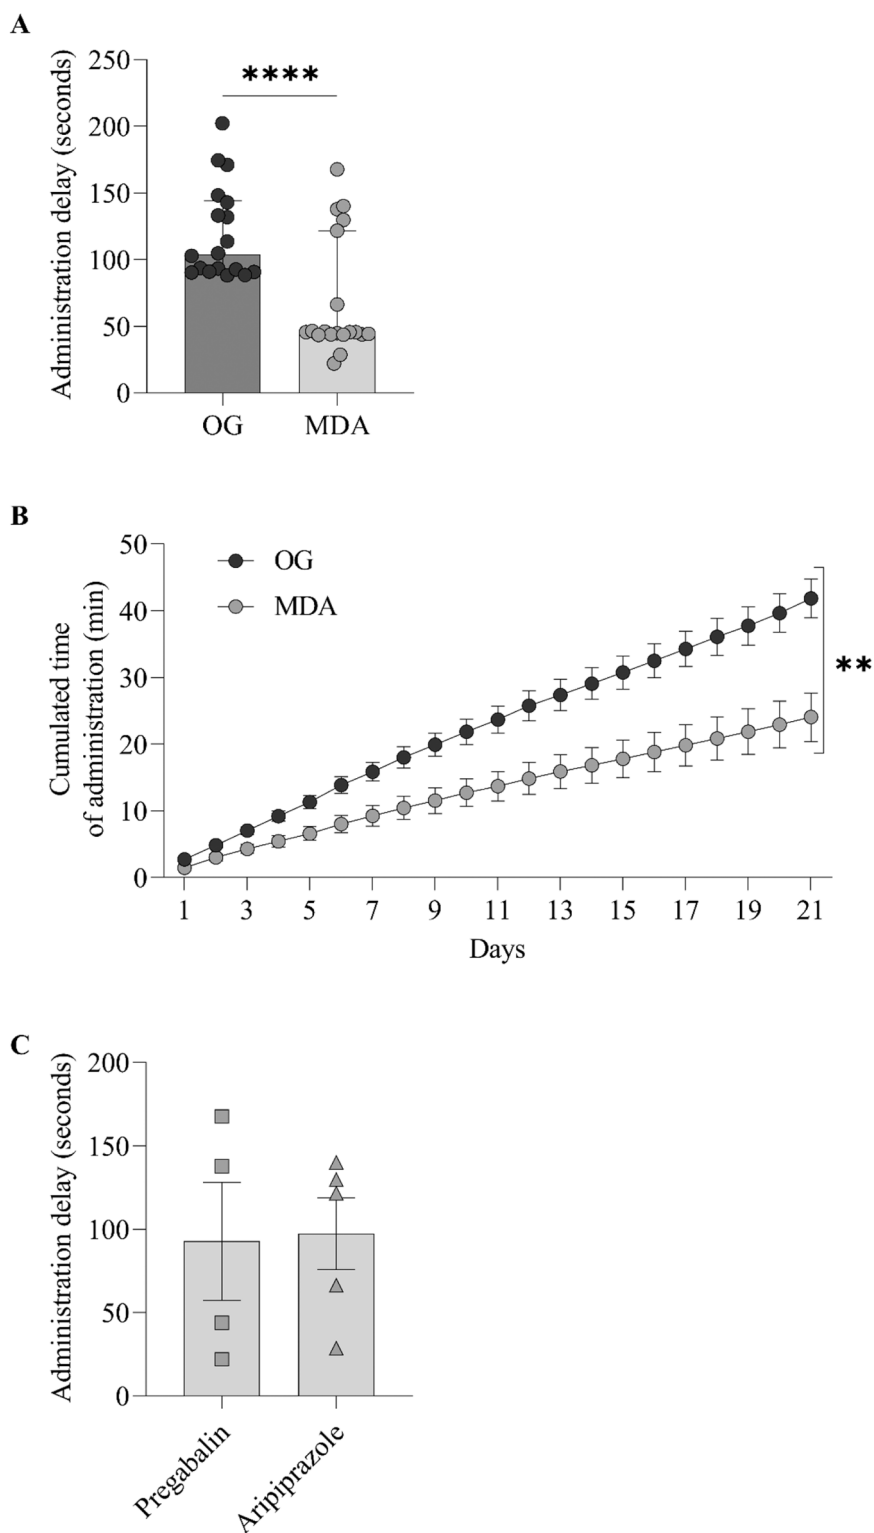 A
Administration delay (seconds)
250
200
150
100
50
0
****
OG
MDA
B
Cumulated time
of administration (min)
50
40
30
20
10
0
OG
MDA
**
1
3
5
7
9
11
13
15
17
19
21
Days
C
Administration delay (seconds)
200
150
100
50
0
Pregabalin
Aripiprazole